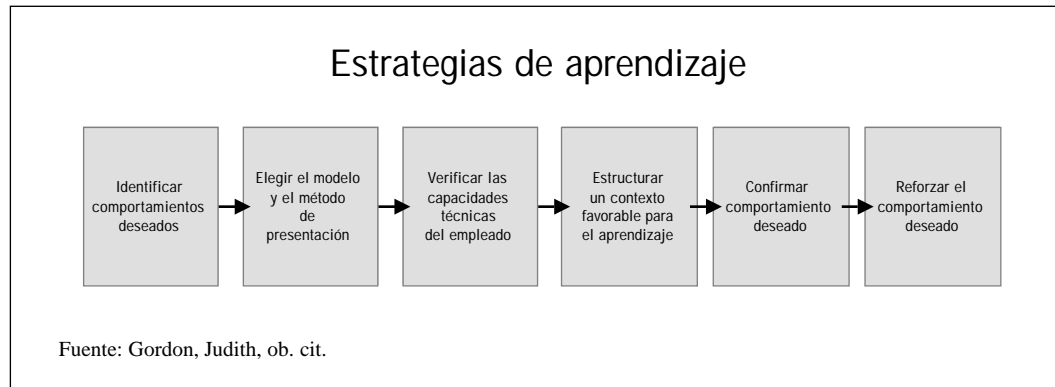 Estrategias de aprendizaje
Identificar
comportamientos
deseados
Elegir el modelo
y el método
de
presentación
Verificar las
capacidades
técnicas
del empleado
Estructurar
un contexto
favorable para
el aprendizaje
Confirmar
comportamiento
deseado
Reforzar el
comportamiento
deseado
Fuente: Gordon, Judith, ob. cit.